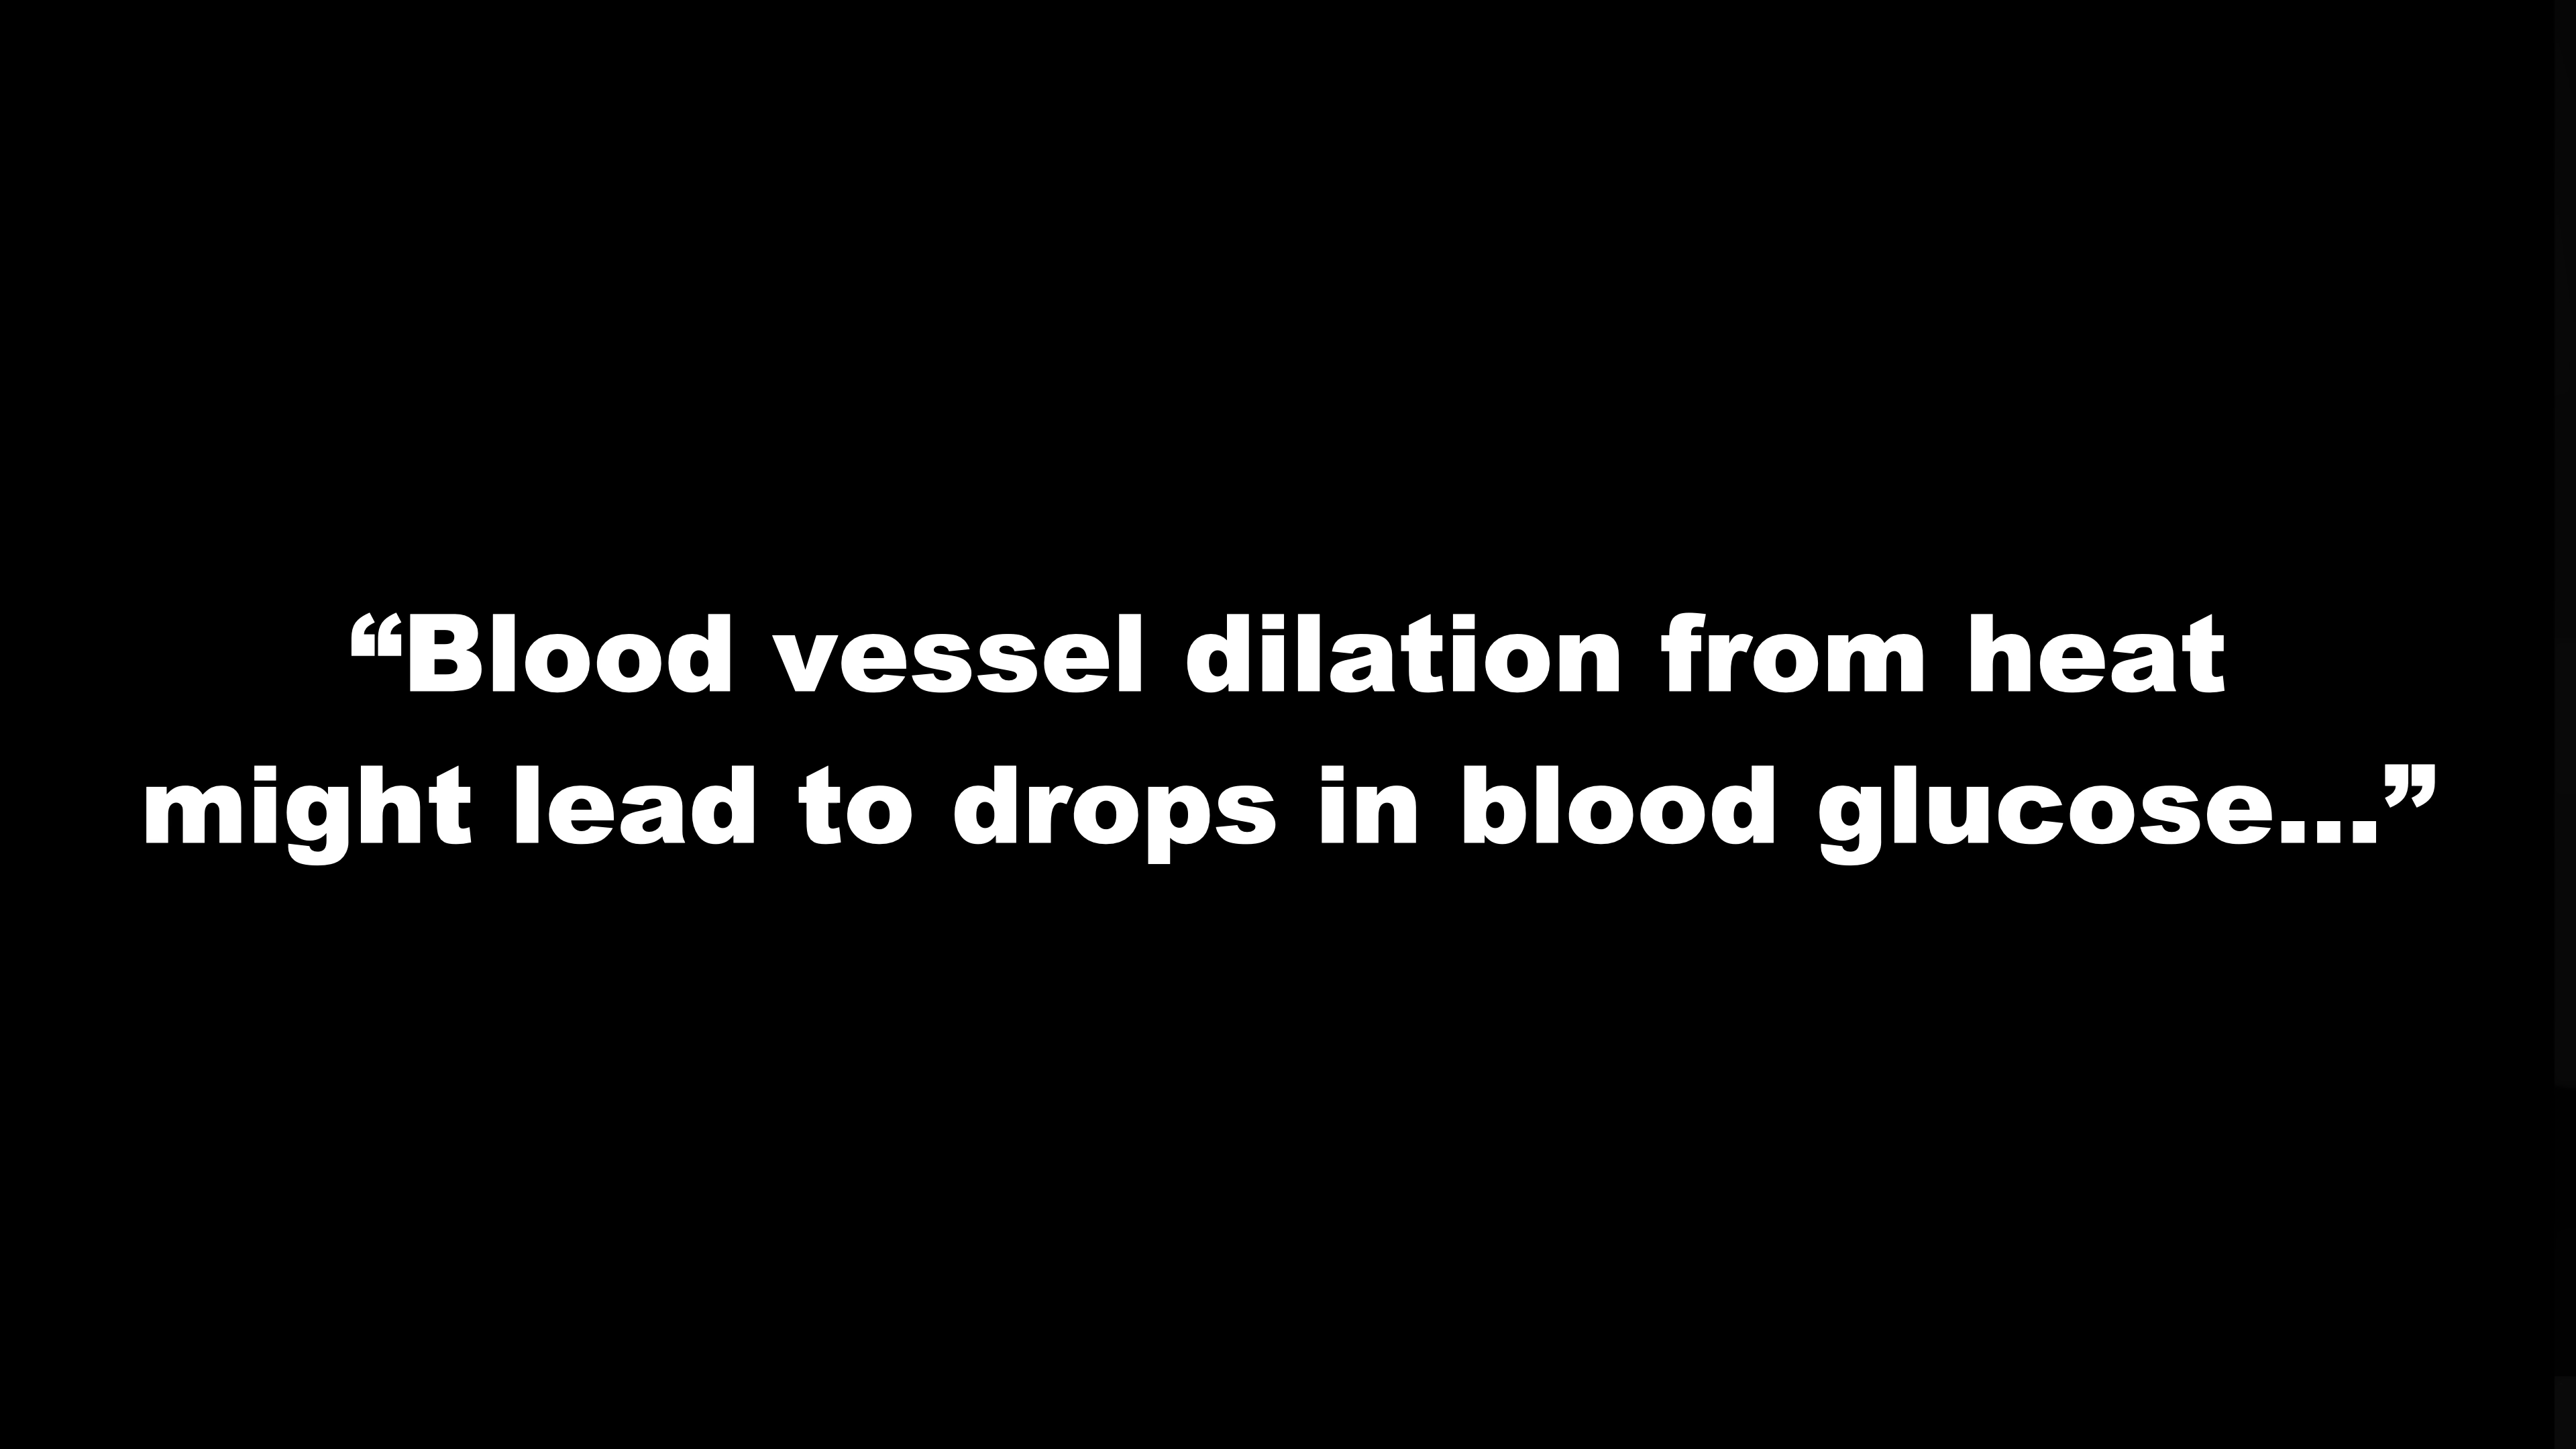 “Blood vessel dilation from heat
might lead to drops in blood glucose...”